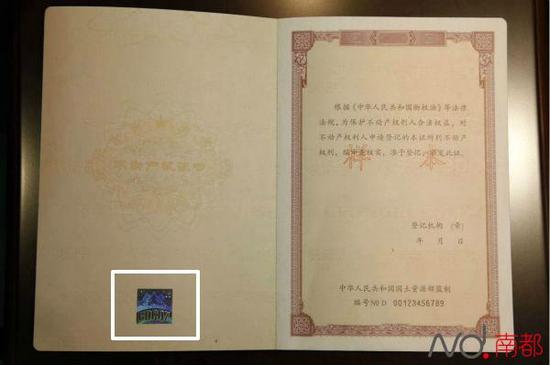 不动产权证书
根据《中华人民共和国物权法》等法律
法规,为保护不动产权利人合法权益,对
不动产权利人申请登记的本证所列不动产
权利,经审查核实,准予登记,颁发此证。
样本
登记机构(章)
年 月 日
中华人民共和国国土资源部监制
编号 No D 00123456789
南都